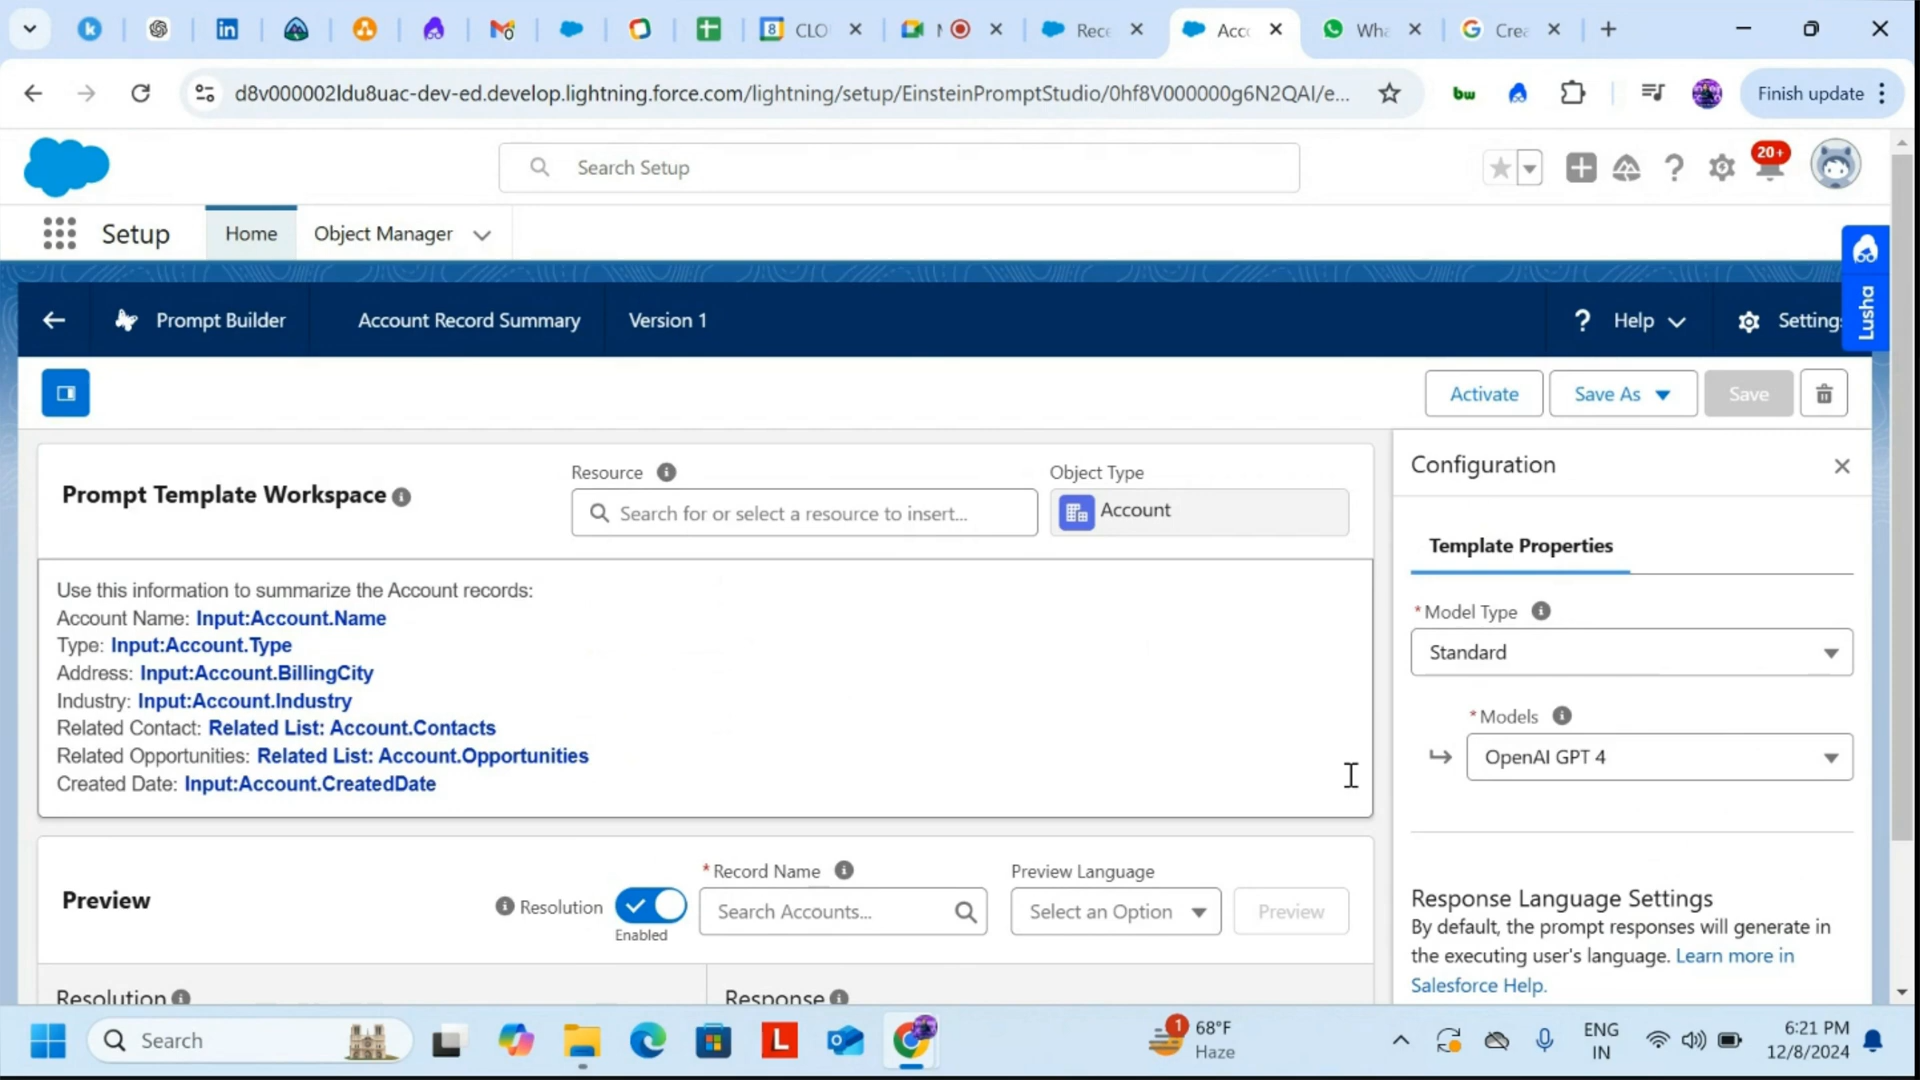 CLO
Rece
Acc
Wha
Crea
d8v000002ldu8uac-dev-ed.develop.lightning.force.com/lightning/setup/EinsteinPromptStudio/0hf8V000000g6N2QAI/e...
bw
Finish update
Search Setup
20+
Setup
Home
Object Manager
Lusha
Prompt Builder
Account Record Summary
Version 1
Help
Settings
Activate
Save As
Save
Prompt Template Workspace
Resource
Search for or select a resource to insert...
Object Type
Account
Configuration
Template Properties
Use this information to summarize the Account records:
Account Name: Input:Account.Name
Type: Input:Account.Type
Address: Input:Account.BillingCity
Industry: Input:Account.Industry
Related Contact: Related List: Account.Contacts
Related Opportunities: Related List: Account.Opportunities
Created Date: Input:Account.CreatedDate
*Model Type
Standard
*Models
OpenAI GPT 4
Preview
Resolution
Enabled
*Record Name
Search Accounts...
Preview Language
Select an Option
Preview
Response Language Settings
By default, the prompt responses will generate in
the executing user's language. Learn more in
Salesforce Help.
Resolution
Response
Search
1
68°F
Haze
ENG
IN
6:21 PM
12/8/2024